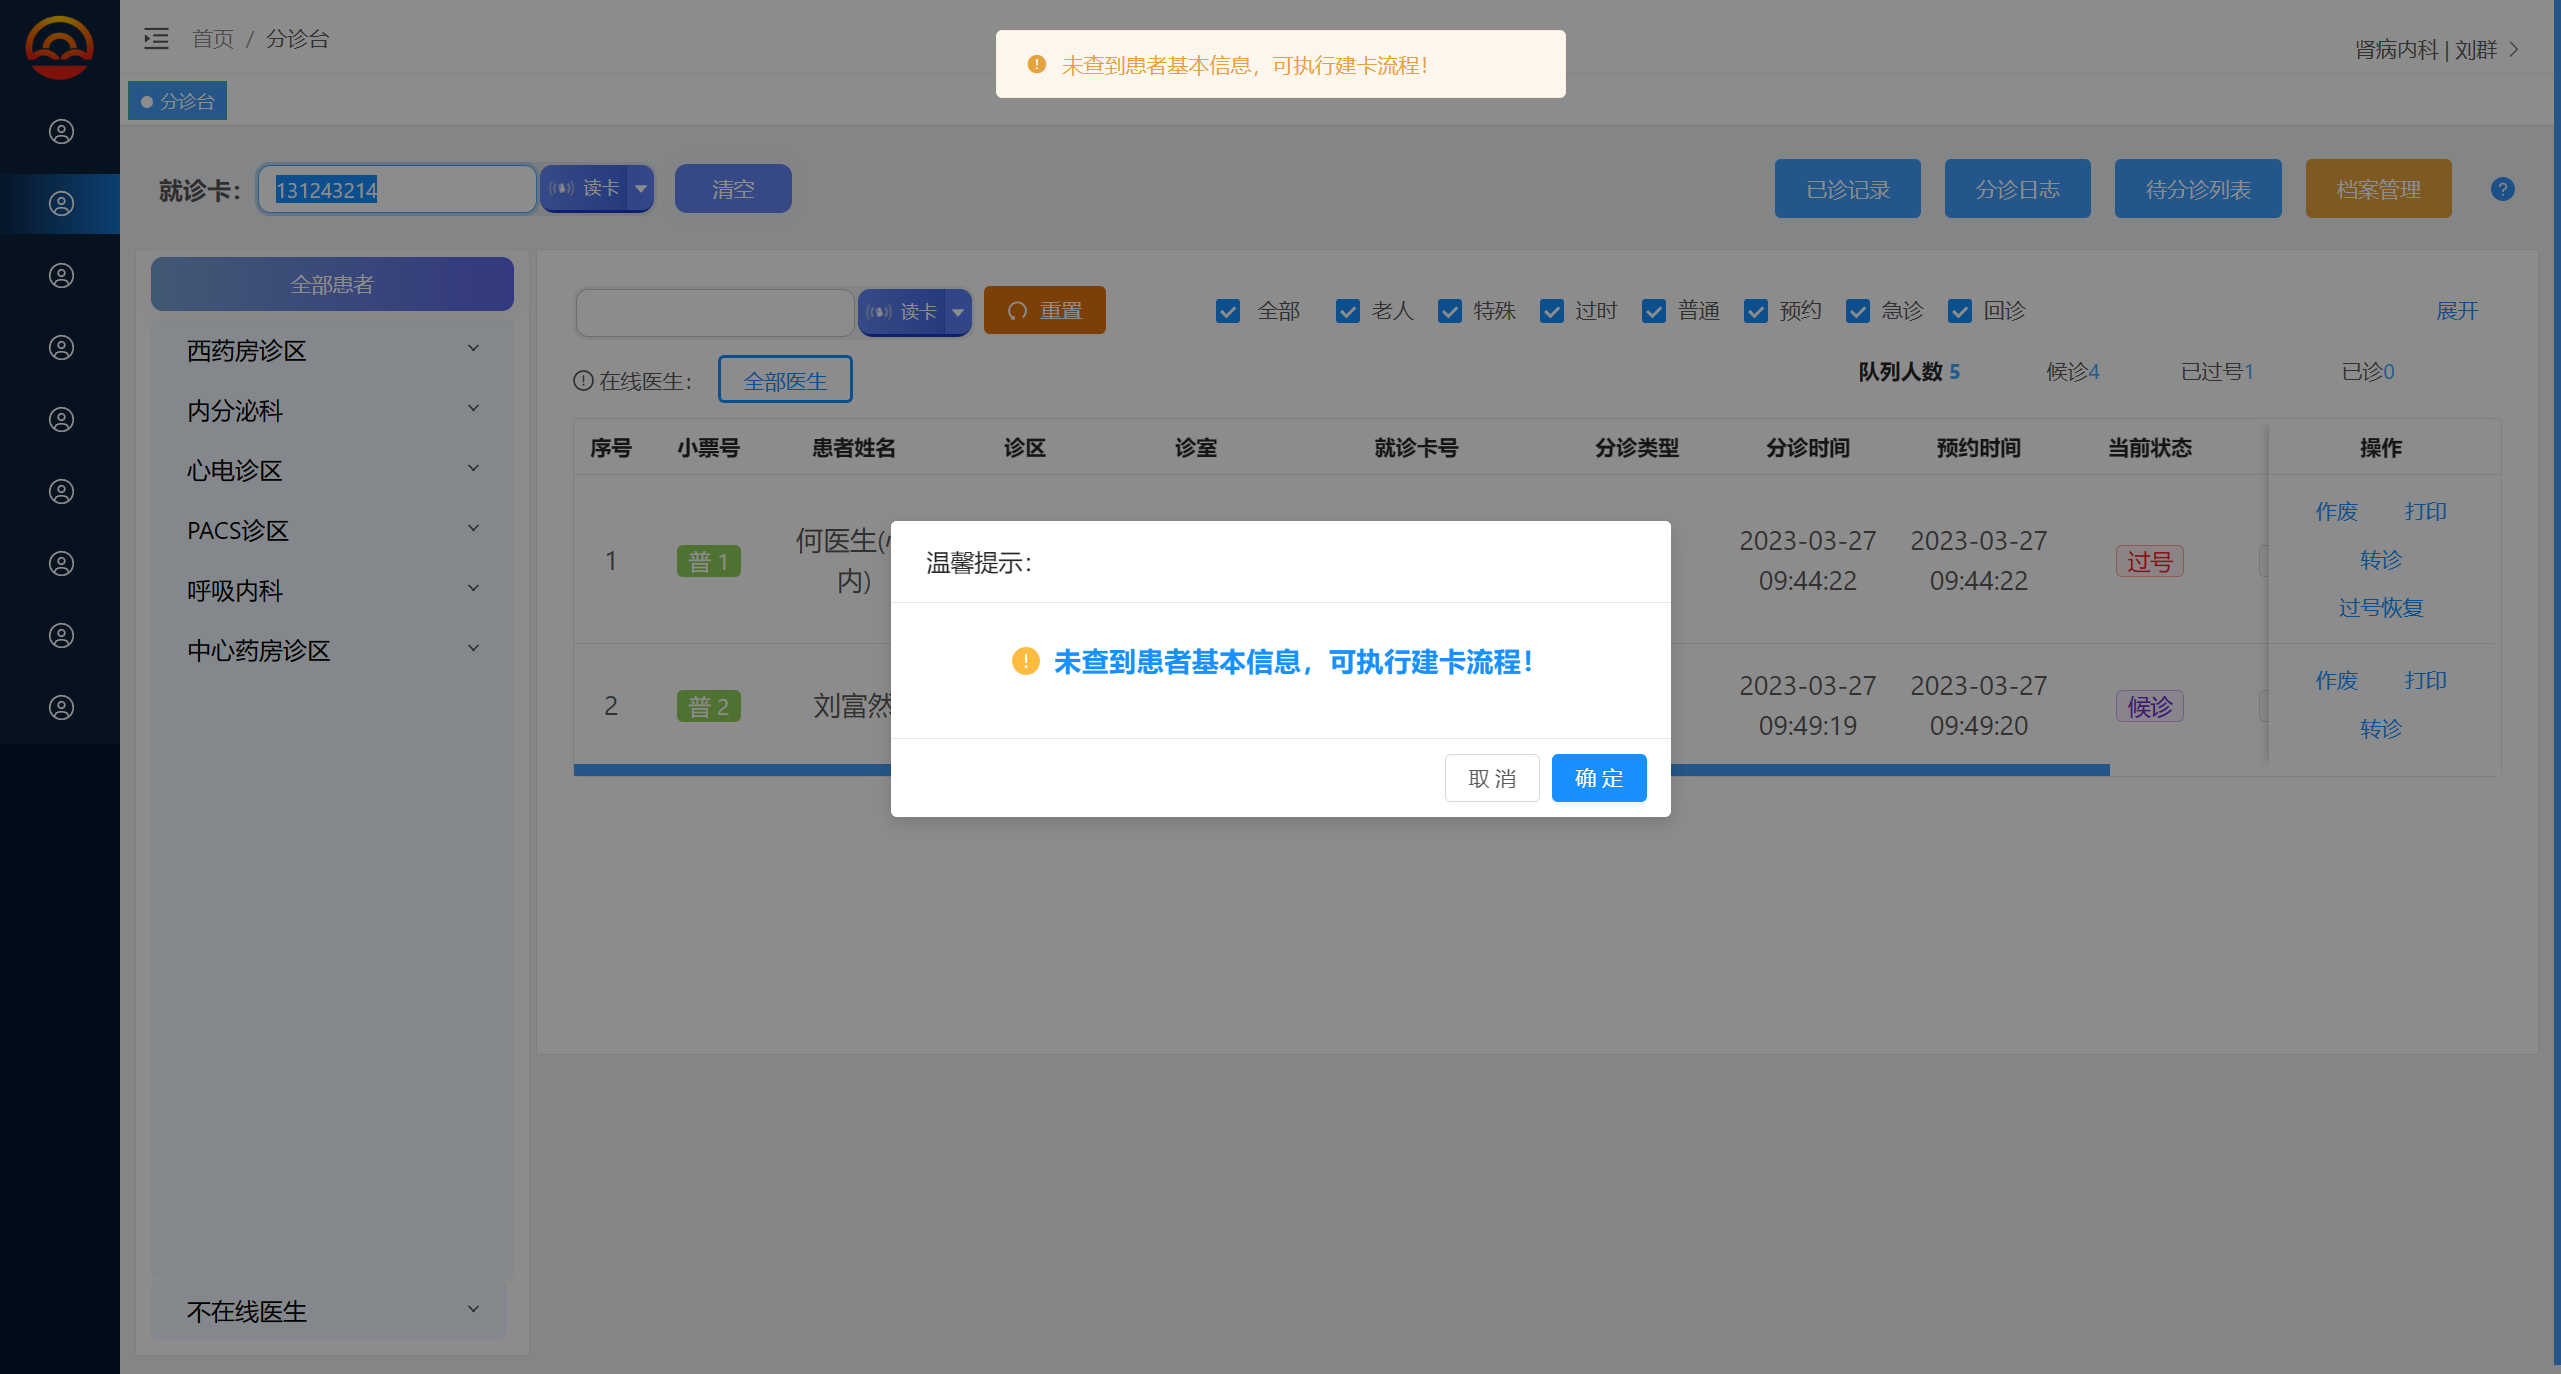 首页 / 分诊台
未查到患者基本信息，可执行建卡流程！
肾病内科 | 刘群
分诊台
就诊卡：
131243214
读卡
清空
已诊记录
分诊日志
待分诊列表
档案管理
全部患者
西药房诊区
内分泌科
心电诊区
PACS诊区
呼吸内科
中心药房诊区
不在线医生
读卡
重置
全部 老人 特殊 过时 普通 预约 急诊 回诊
展开
在线医生： 全部医生
队列人数 5 候诊4 已过号1 已诊0
序号 小票号 患者姓名 诊区 诊室 就诊卡号 分诊类型 分诊时间 预约时间 当前状态 操作
1 普 1 何医生(
内)
2023-03-27
09:44:22
2023-03-27
09:44:22
过号
作废 打印
转诊
过号恢复
2 普 2 刘富然
2023-03-27
09:49:19
2023-03-27
09:49:20
候诊
作废 打印
转诊
温馨提示：
未查到患者基本信息，可执行建卡流程！
取 消
确 定